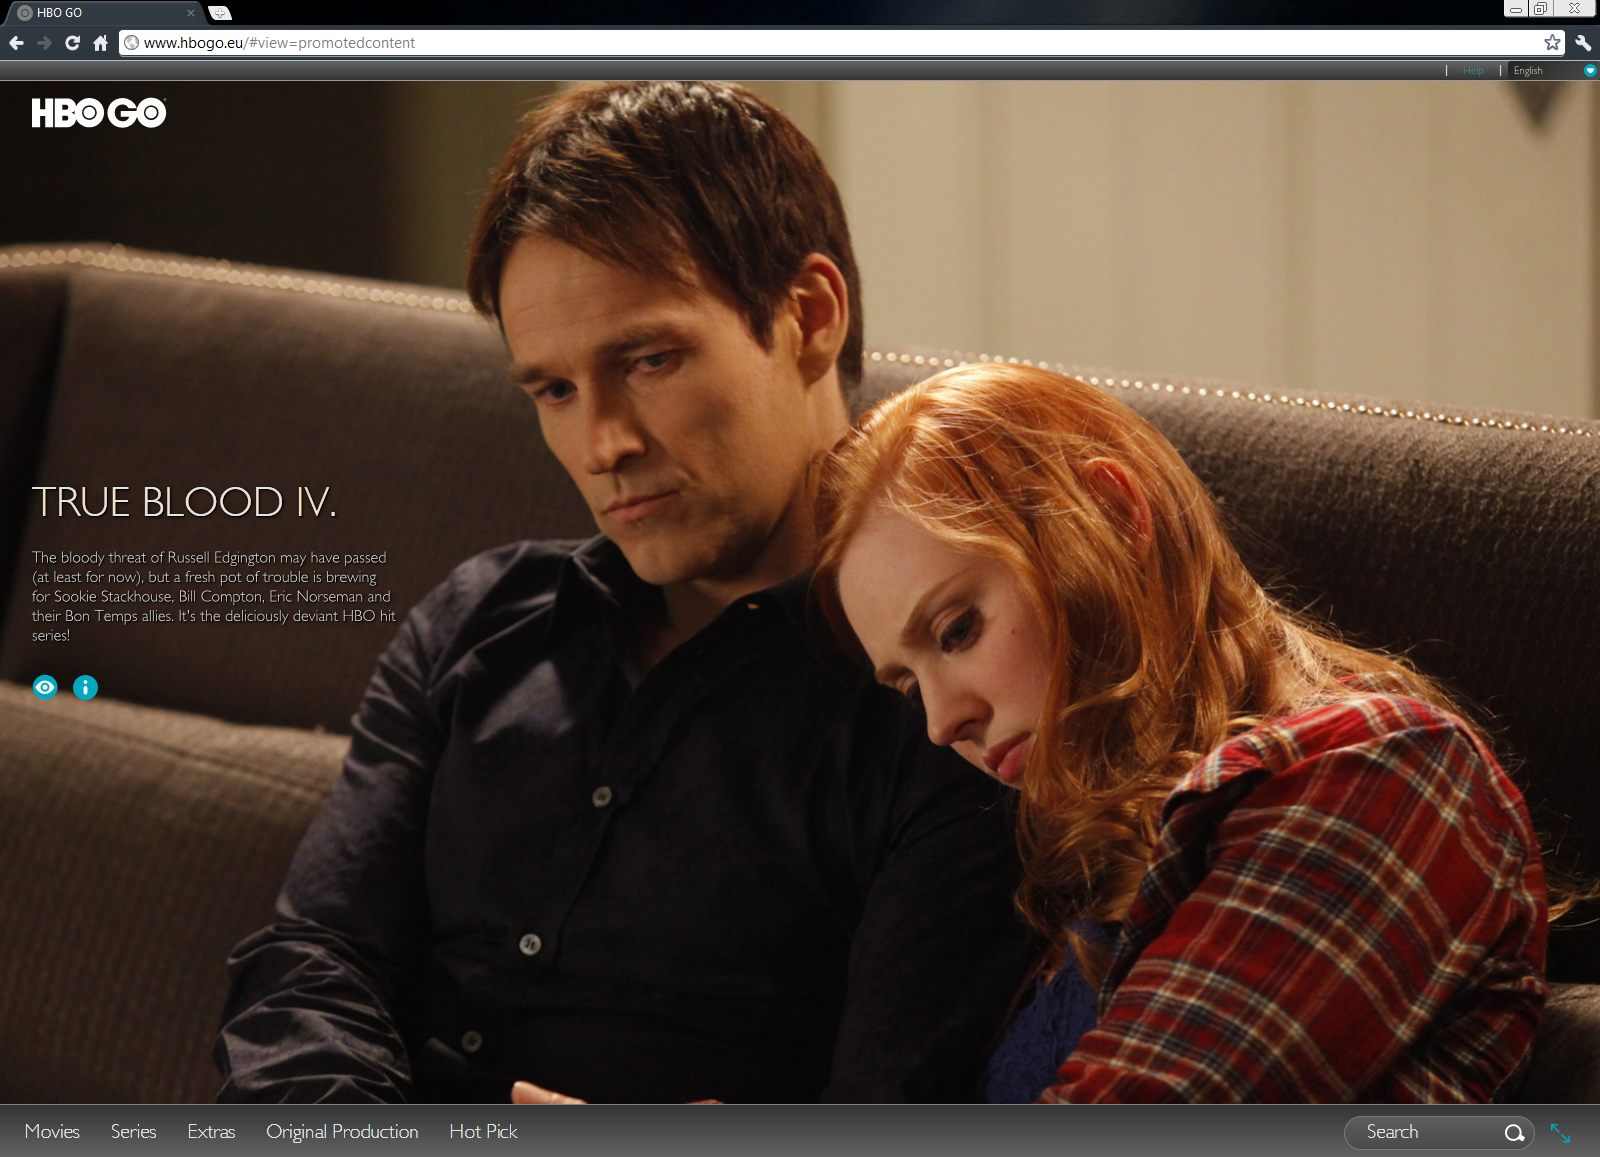 HBO GO
www.hbogo.eu/#view=promotedcontent
| Help | English
HBO GO
TRUE BLOOD IV.
The bloody threat of Russell Edgington may have passed
(at least for now), but a fresh pot of trouble is brewing
for Sookie Stackhouse, Bill Compton, Eric Norseman and
their Bon Temps allies. It's the deliciously deviant HBO hit
series!
Movies Series Extras Original Production Hot Pick Search